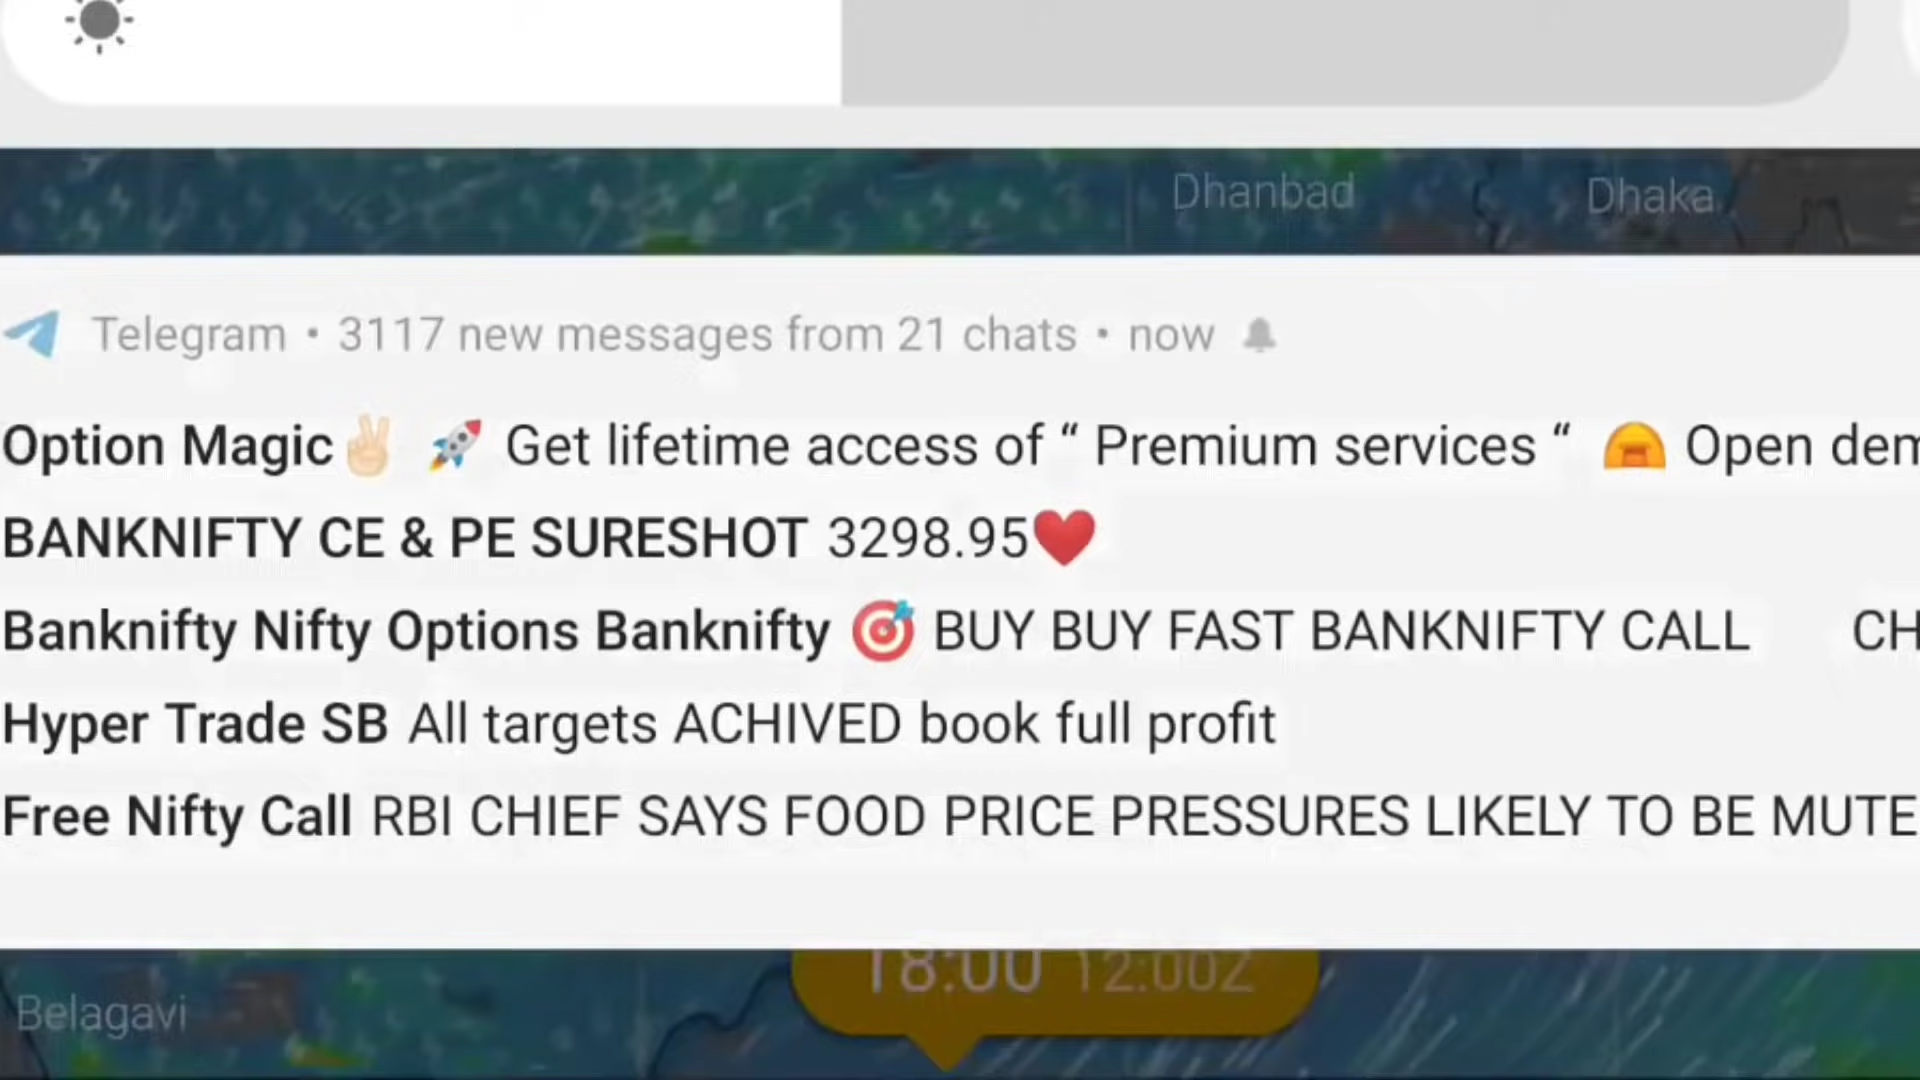 Dhanbad Dhaka
Telegram • 3117 new messages from 21 chats • now
Option Magic✌🏻 🚀 Get lifetime access of “ Premium services “ Open dem
BANKNIFTY CE & PE SURESHOT 3298.95❤️
Banknifty Nifty Options Banknifty 🎯 BUY BUY FAST BANKNIFTY CALL CH
Hyper Trade SB All targets ACHIVED book full profit
Free Nifty Call RBI CHIEF SAYS FOOD PRICE PRESSURES LIKELY TO BE MUTE
18:00 12:00Z
Belagavi